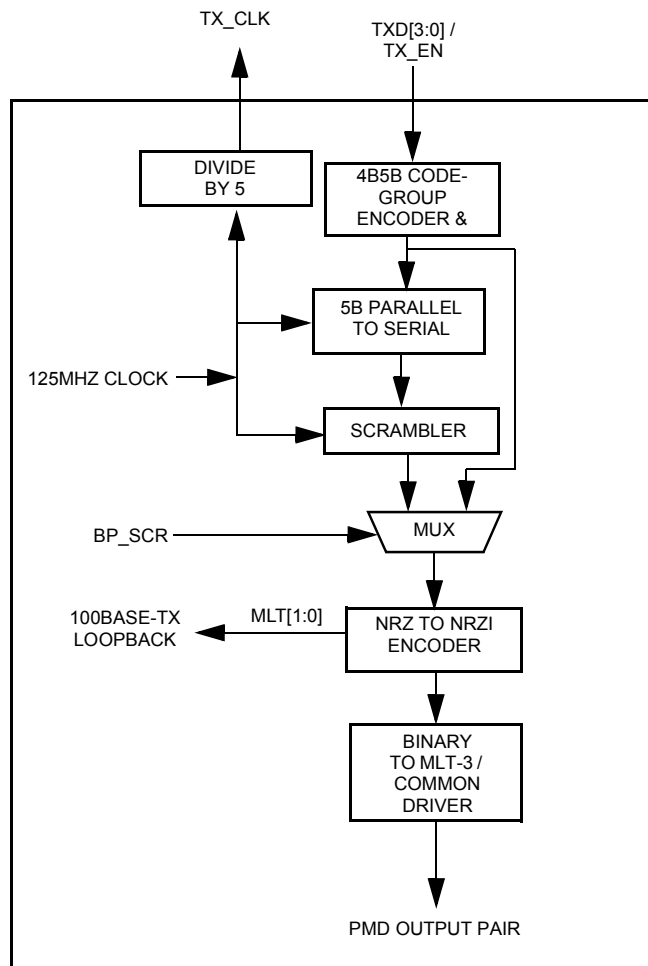 TX_CLK
TXD[3:0] /
TX_EN
DIVIDE
BY 5
4B5B CODE-
GROUP
ENCODER &
5B PARALLEL
TO SERIAL
125MHZ CLOCK
SCRAMBLER
BP_SCR
MUX
100BASE-TX
LOOPBACK
MLT[1:0]
NRZ TO NRZI
ENCODER
BINARY
TO MLT-3 /
COMMON
DRIVER
PMD OUTPUT PAIR